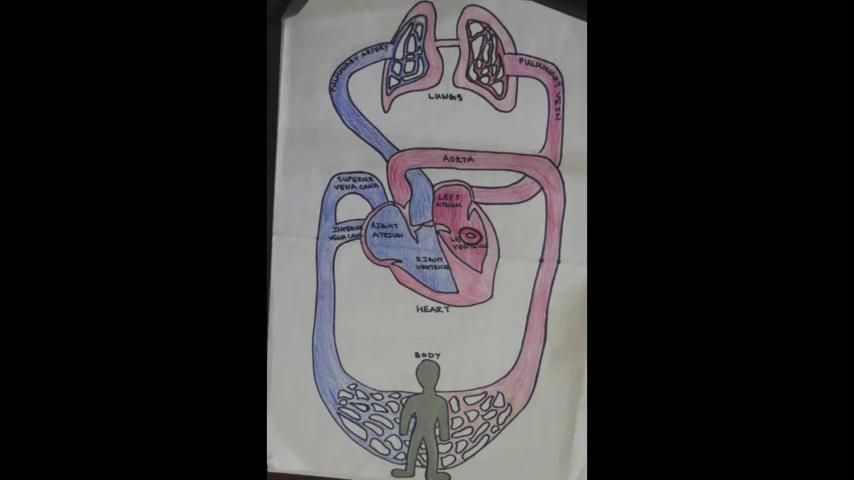 PULMONARY ARTERY
PULMONARY VEIN
LUNGS
AORTA
SUPERIOR
VENA CAVA
LEFT
ATRIUM
INFERIOR
VENA CAVA
RIGHT
ATRIUM
VENTRICLE
RIGHT
VENTRICLE
HEART
BODY